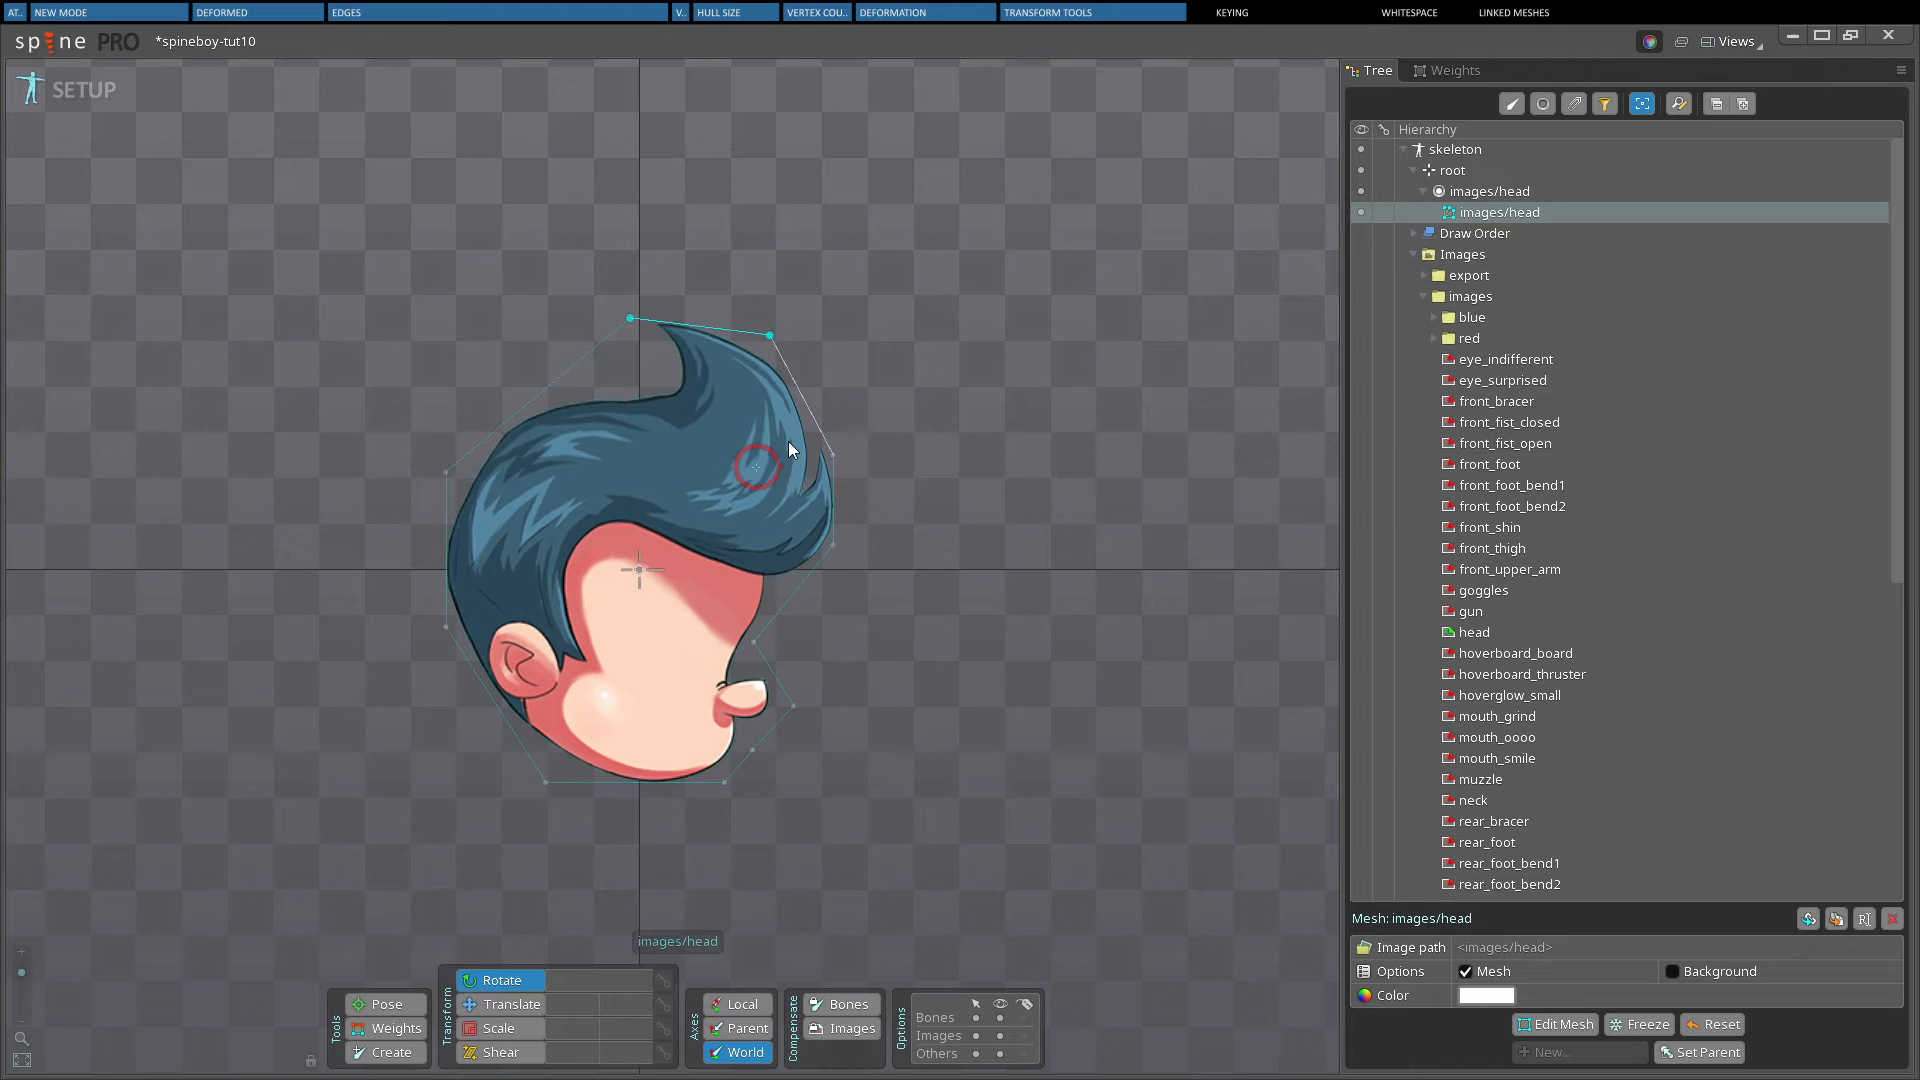 AT.. NEW MODE DEFORMED EDGES V.. HULL SIZE VERTEX COU.. DEFORMATION TRANSFORM TOOLS KEYING WHITESPACE LINKED MESHES
spine PRO *spineboy-tut10 Views
SETUP
Tree Weights
Hierarchy
skeleton
root
images/head
images/head
Draw Order
Images
export
images
blue
red
eye_indifferent
eye_surprised
front_bracer
front_fist_closed
front_fist_open
front_foot
front_foot_bend1
front_foot_bend2
front_shin
front_thigh
front_upper_arm
goggles
gun
head
hoverboard_board
hoverboard_thruster
hoverglow_small
mouth_grind
mouth_oooo
mouth_smile
muzzle
neck
rear_bracer
rear_foot
rear_foot_bend1
rear_foot_bend2
Mesh: images/head
Image path <images/head>
Options Mesh Background
Color
Edit Mesh Freeze Reset
New... Set Parent
images/head
Tools
Pose
Weights
Create
Transform
Rotate
Translate
Scale
Shear
Axes
Local
Parent
World
Compensate
Bones
Images
Options
Bones
Images
Others